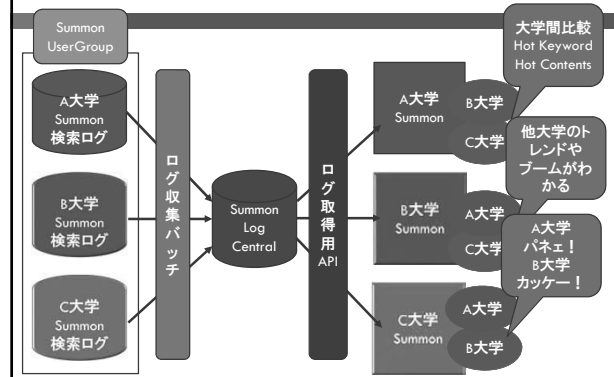 Summon
UserGroup
A大学
Summon
検索ログ
B大学
Summon
検索ログ
C大学
Summon
検索ログ
ログ収集バッチ
Summon
Log
Central
ログ取得用
API
A大学
Summon
B大学
C大学
B大学
Summon
A大学
C大学
C大学
Summon
A大学
B大学
大学間比較
Hot Keyword
Hot Contents
他大学のト
レンドや
ブームがわ
かる
A大学
パネェ！
B大学
カッケー！